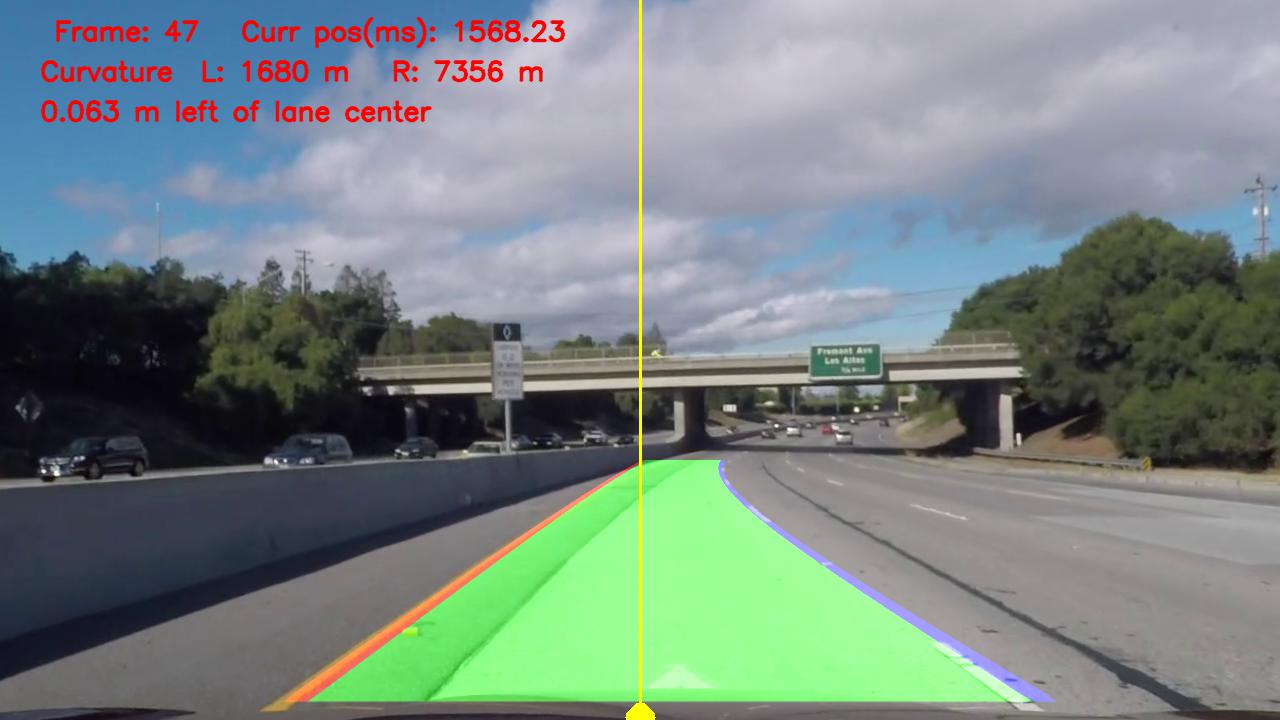 Frame: 47 Curr pos(ms): 1568.23
Curvature L: 1680 m R: 7356 m
0.063 m left of lane center
Fremont Ave
Los Altos